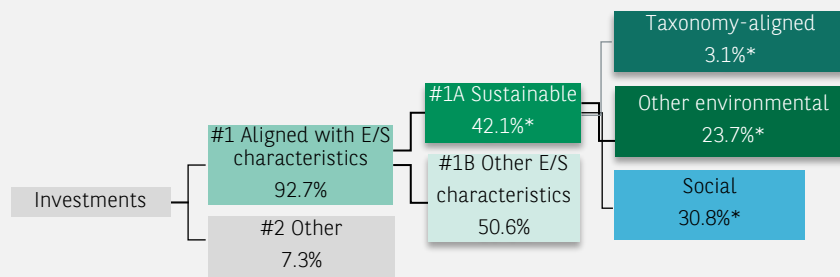 Taxonomy-aligned
3.1%*
#1A Sustainable
42.1%*
Other environmental
23.7%*
#1 Aligned with E/S
characteristics
92.7%
#1B Other E/S
characteristics
50.6%
Social
30.8%*
Investments
#2 Other
7.3%